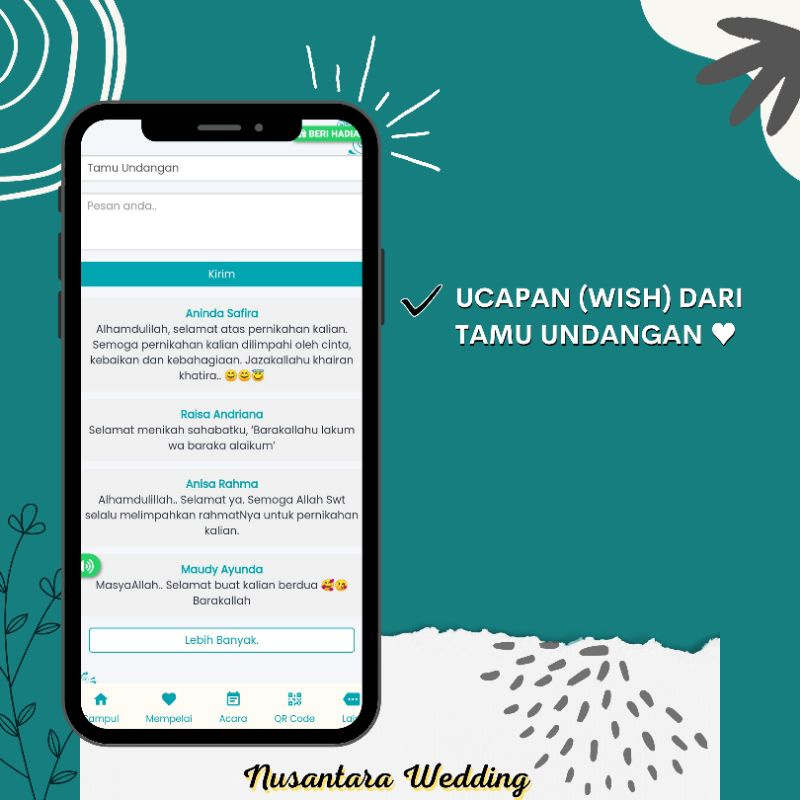 BERI HADIA
Tamu Undangan
Pesan anda..
Kirim
Aninda Safira
Alhamdulilah, selamat atas pernikahan kalian.
Semoga pernikahan kalian dilimpahi oleh cinta,
kebaikan dan kebahagiaan. Jazakallahu khairan
khatira.. 😄😄😇
Raisa Andriana
Selamat menikah sahabatku, ‘Barakallahu lakum
wa baraka alaikum’
Anisa Rahma
Alhamdulillah.. Selamat ya. Semoga Allah Swt
selalu melimpahkan rahmatNya untuk pernikahan
kalian.
Maudy Ayunda
MasyaAllah.. Selamat buat kalian berdua 🥰😘
Barakallah
Lebih Banyak.
Sampul Mempelai Acara QR Code Lai
UCAPAN (WISH) DARI
TAMU UNDANGAN ♥
Nusantara Wedding